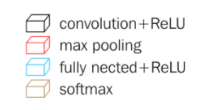 convolution+ReLU
max pooling
fully nected+ReLU
softmax